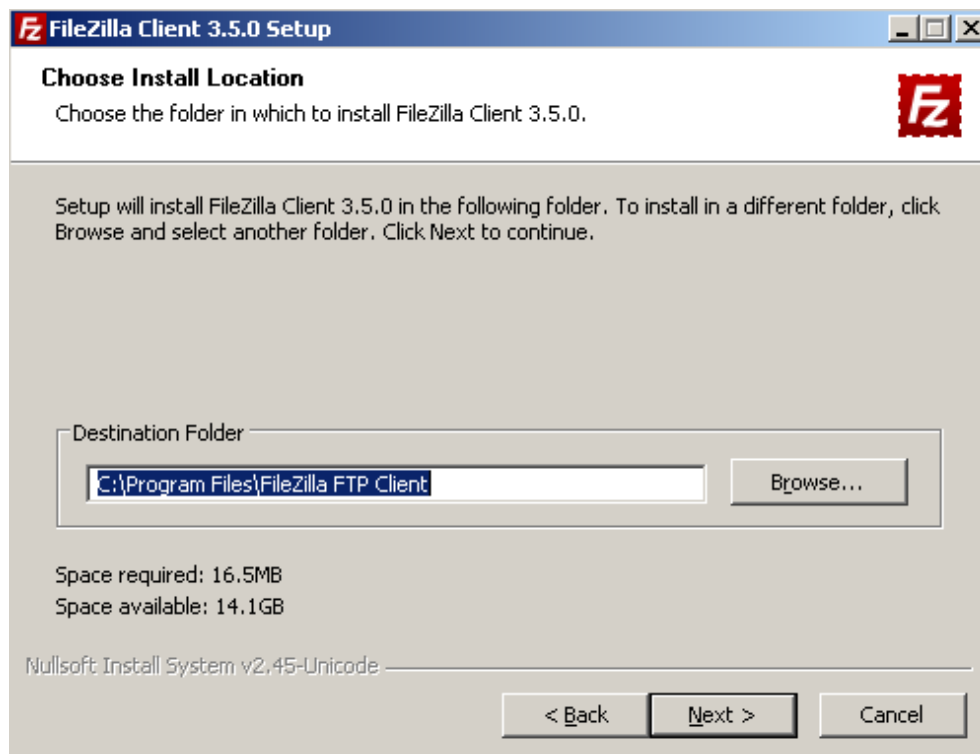 FileZilla Client 3.5.0 Setup
Choose Install Location
Choose the folder in which to install FileZilla Client 3.5.0.
Fz
Setup will install FileZilla Client 3.5.0 in the following folder. To install in a different folder, click
Browse and select another folder. Click Next to continue.
Destination Folder
C:\Program Files\FileZilla FTP Client
Browse...
Space required: 16.5MB
Space available: 14.1GB
Nullsoft Install System v2.45-Unicode
< Back
Next >
Cancel